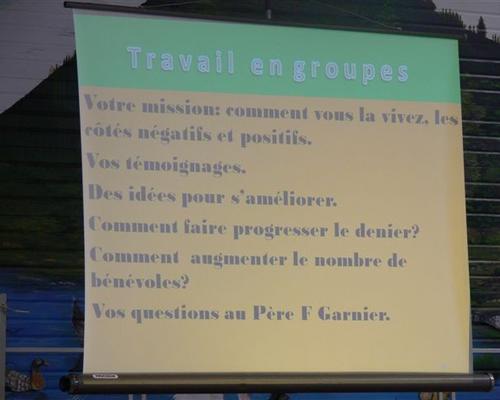 Travail en groupes
Votre mission: comment vous la vivez, les
côtés négatifs et positifs.
Vos témoignages.
Des idées pour s'améliorer.
Comment faire progresser le denier?
Comment augmenter le nombre de
bénévoles?
Vos questions au Père F Garnier.